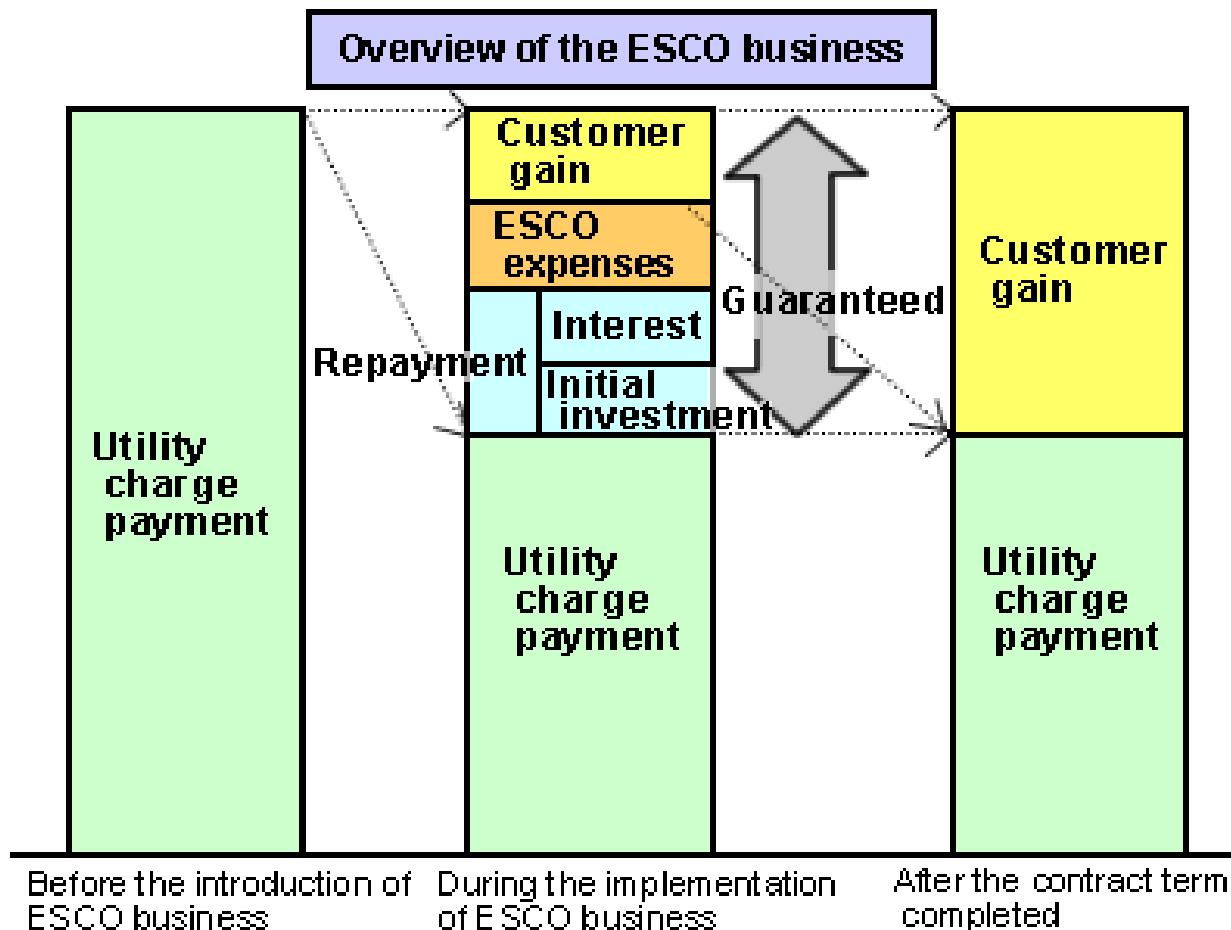 Overview of the ESCO business
Utility
charge
payment
Customer
gain
ESCO
expenses
Repayment
Interest
Initial
investment
Utility
charge
payment
Guaranteed
Customer
gain
Utility
charge
payment
Before the introduction of
ESCO business
During the implementation
of ESCO business
After the contract term
completed